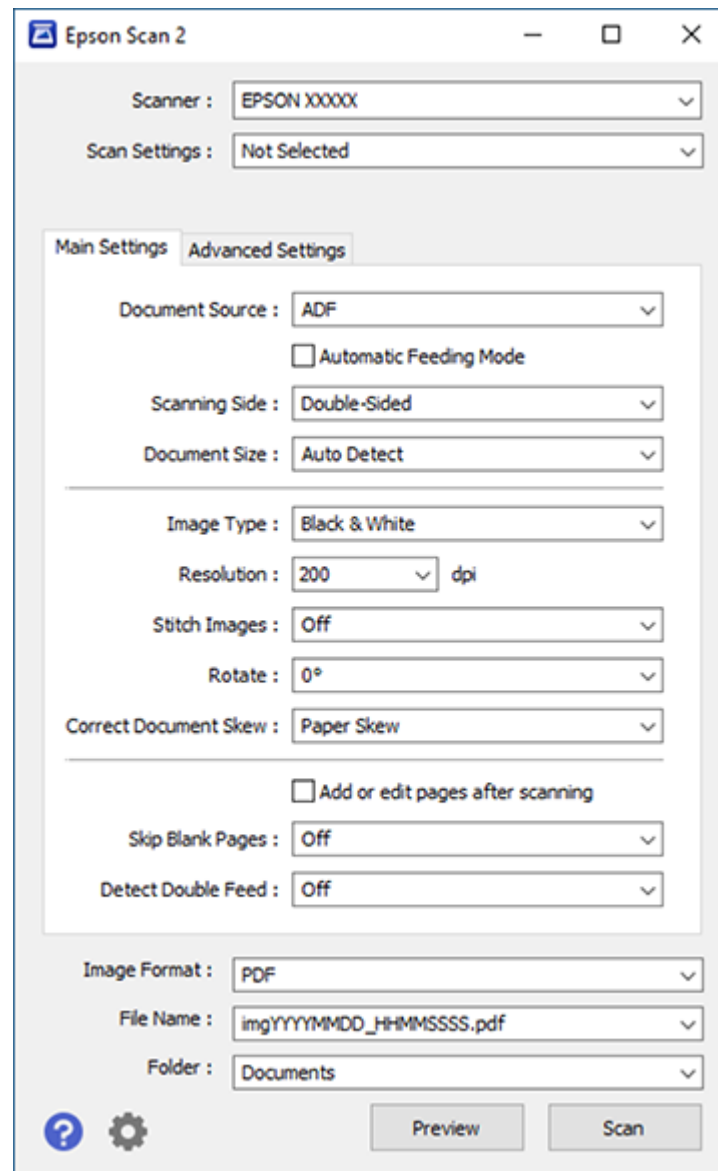 Epson Scan 2
Scanner : EPSON XXXXX
Scan Settings : Not Selected
Main Settings Advanced Settings
Document Source : ADF
Automatic Feeding Mode
Scanning Side : Double-Sided
Document Size : Auto Detect
Image Type : Black & White
Resolution : 200 dpi
Stitch Images : Off
Rotate : 0°
Correct Document Skew : Paper Skew
Add or edit pages after scanning
Skip Blank Pages : Off
Detect Double Feed : Off
Image Format : PDF
File Name : imgYYYYMMDD_HHMMSSSS.pdf
Folder : Documents
? Preview Scan